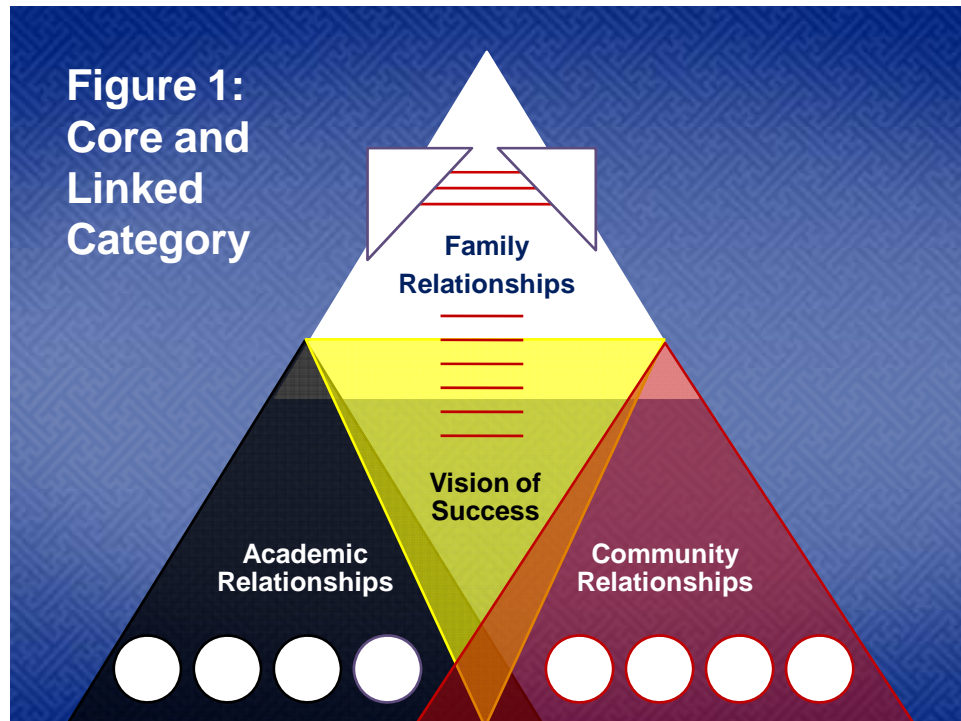 Figure 1:
Core and
Linked
Category
Family
Relationships
Vision of
Success
Academic
Relationships
Community
Relationships